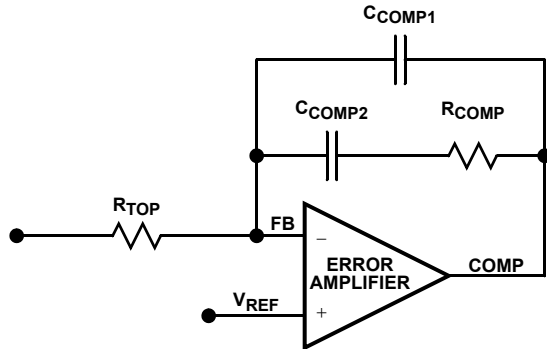 CCOMP1
CCOMP2
RCOMP
RTOP
FB
−
ERROR
AMPLIFIER
COMP
VREF
+